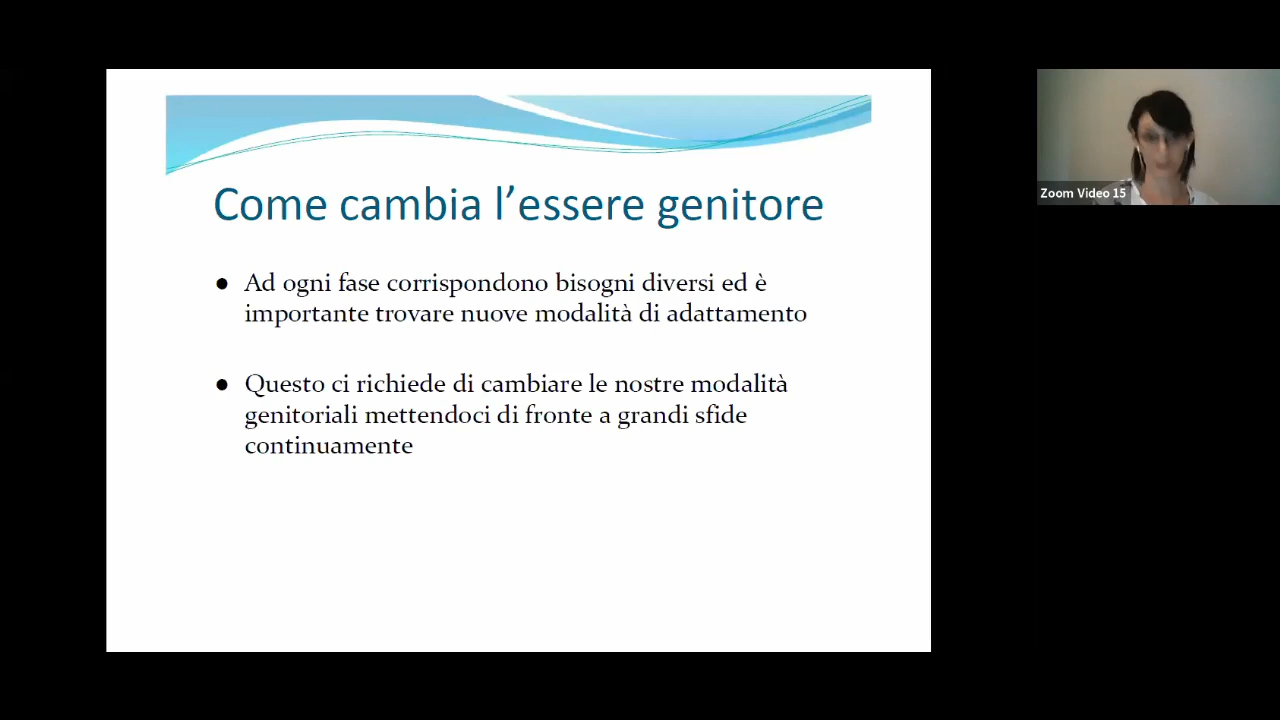 Come cambia l’essere genitore
● Ad ogni fase corrispondono bisogni diversi ed è
importante trovare nuove modalità di adattamento
● Questo ci richiede di cambiare le nostre modalità
genitoriali mettendoci di fronte a grandi sfide
continuamente
Zoom Video 15